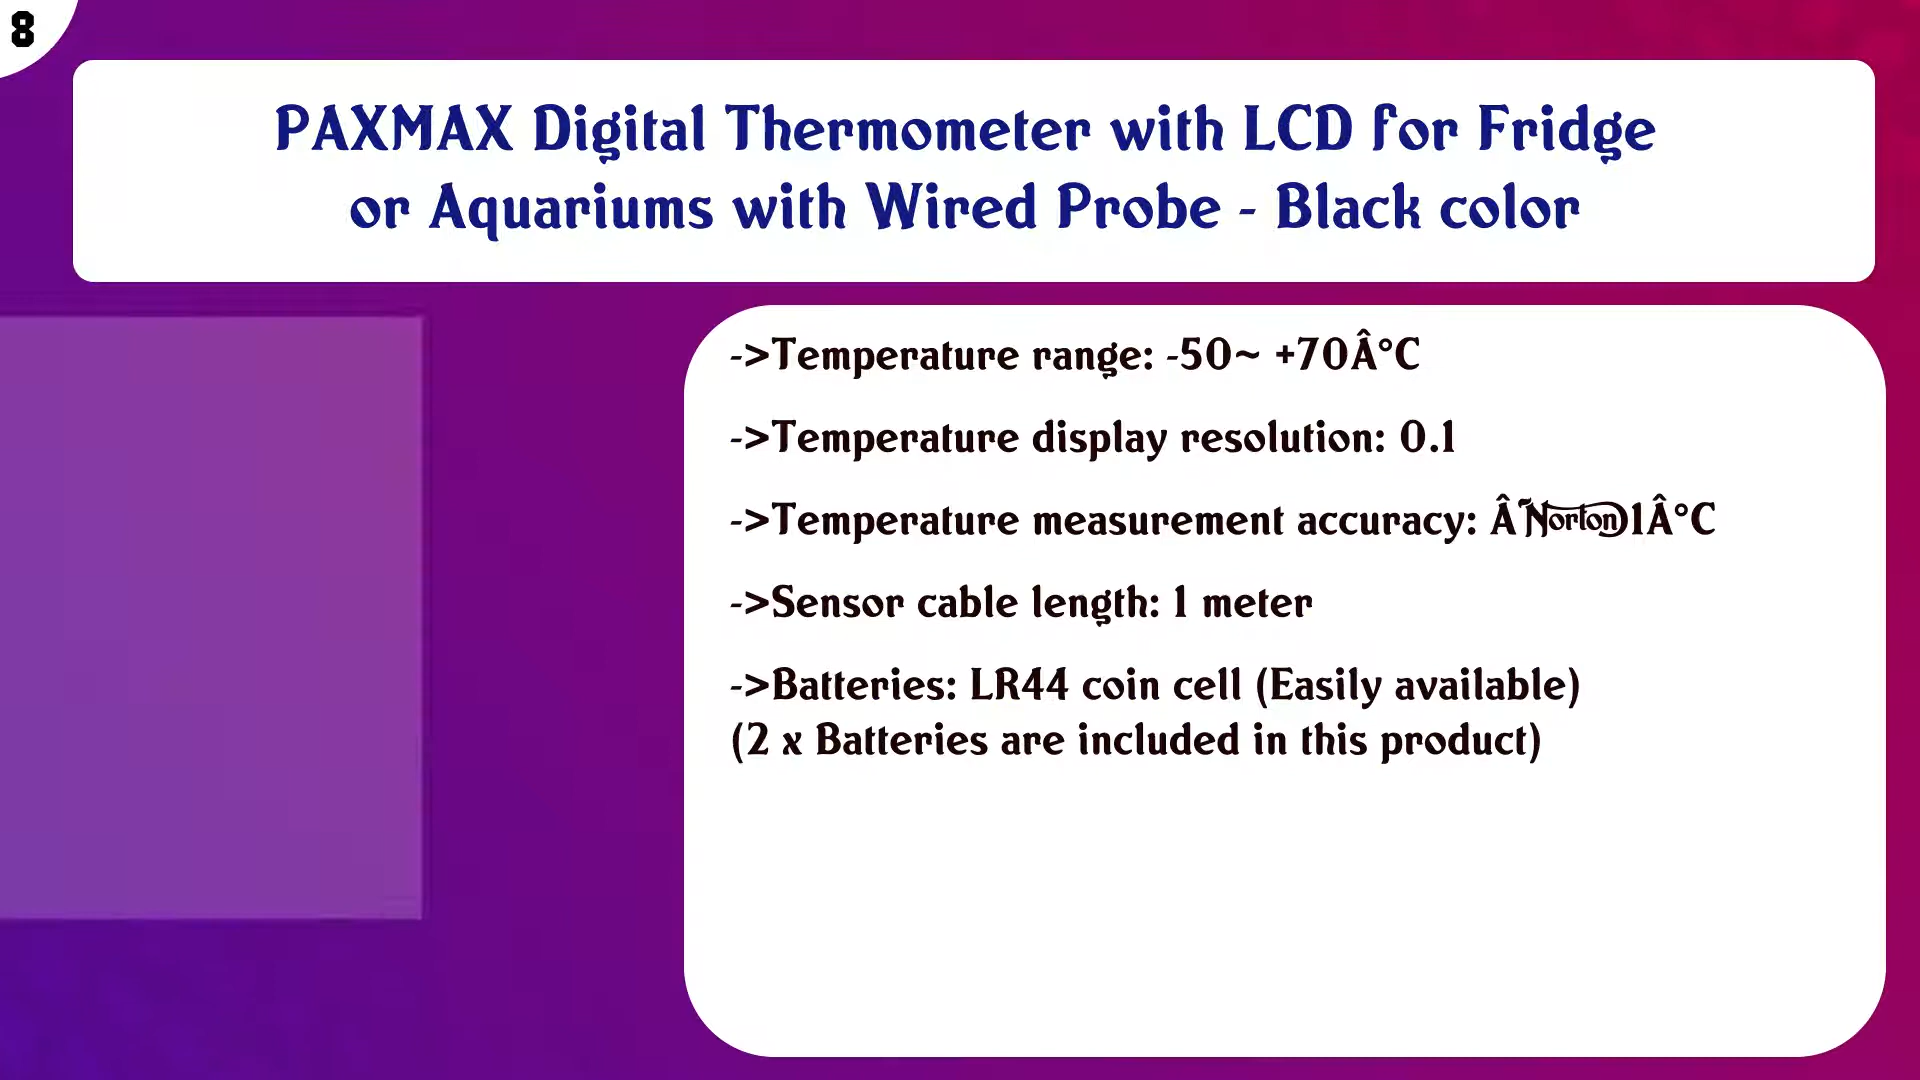 8
PAXMAX Digital Thermometer with LCD for Fridge
or Aquariums with Wired Probe - Black color
->Temperature range: -50~ +70Â°C
->Temperature display resolution: 0.1
->Temperature measurement accuracy: ÂNorton1Â°C
->Sensor cable length: 1 meter
->Batteries: LR44 coin cell (Easily available)
(2 x Batteries are included in this product)